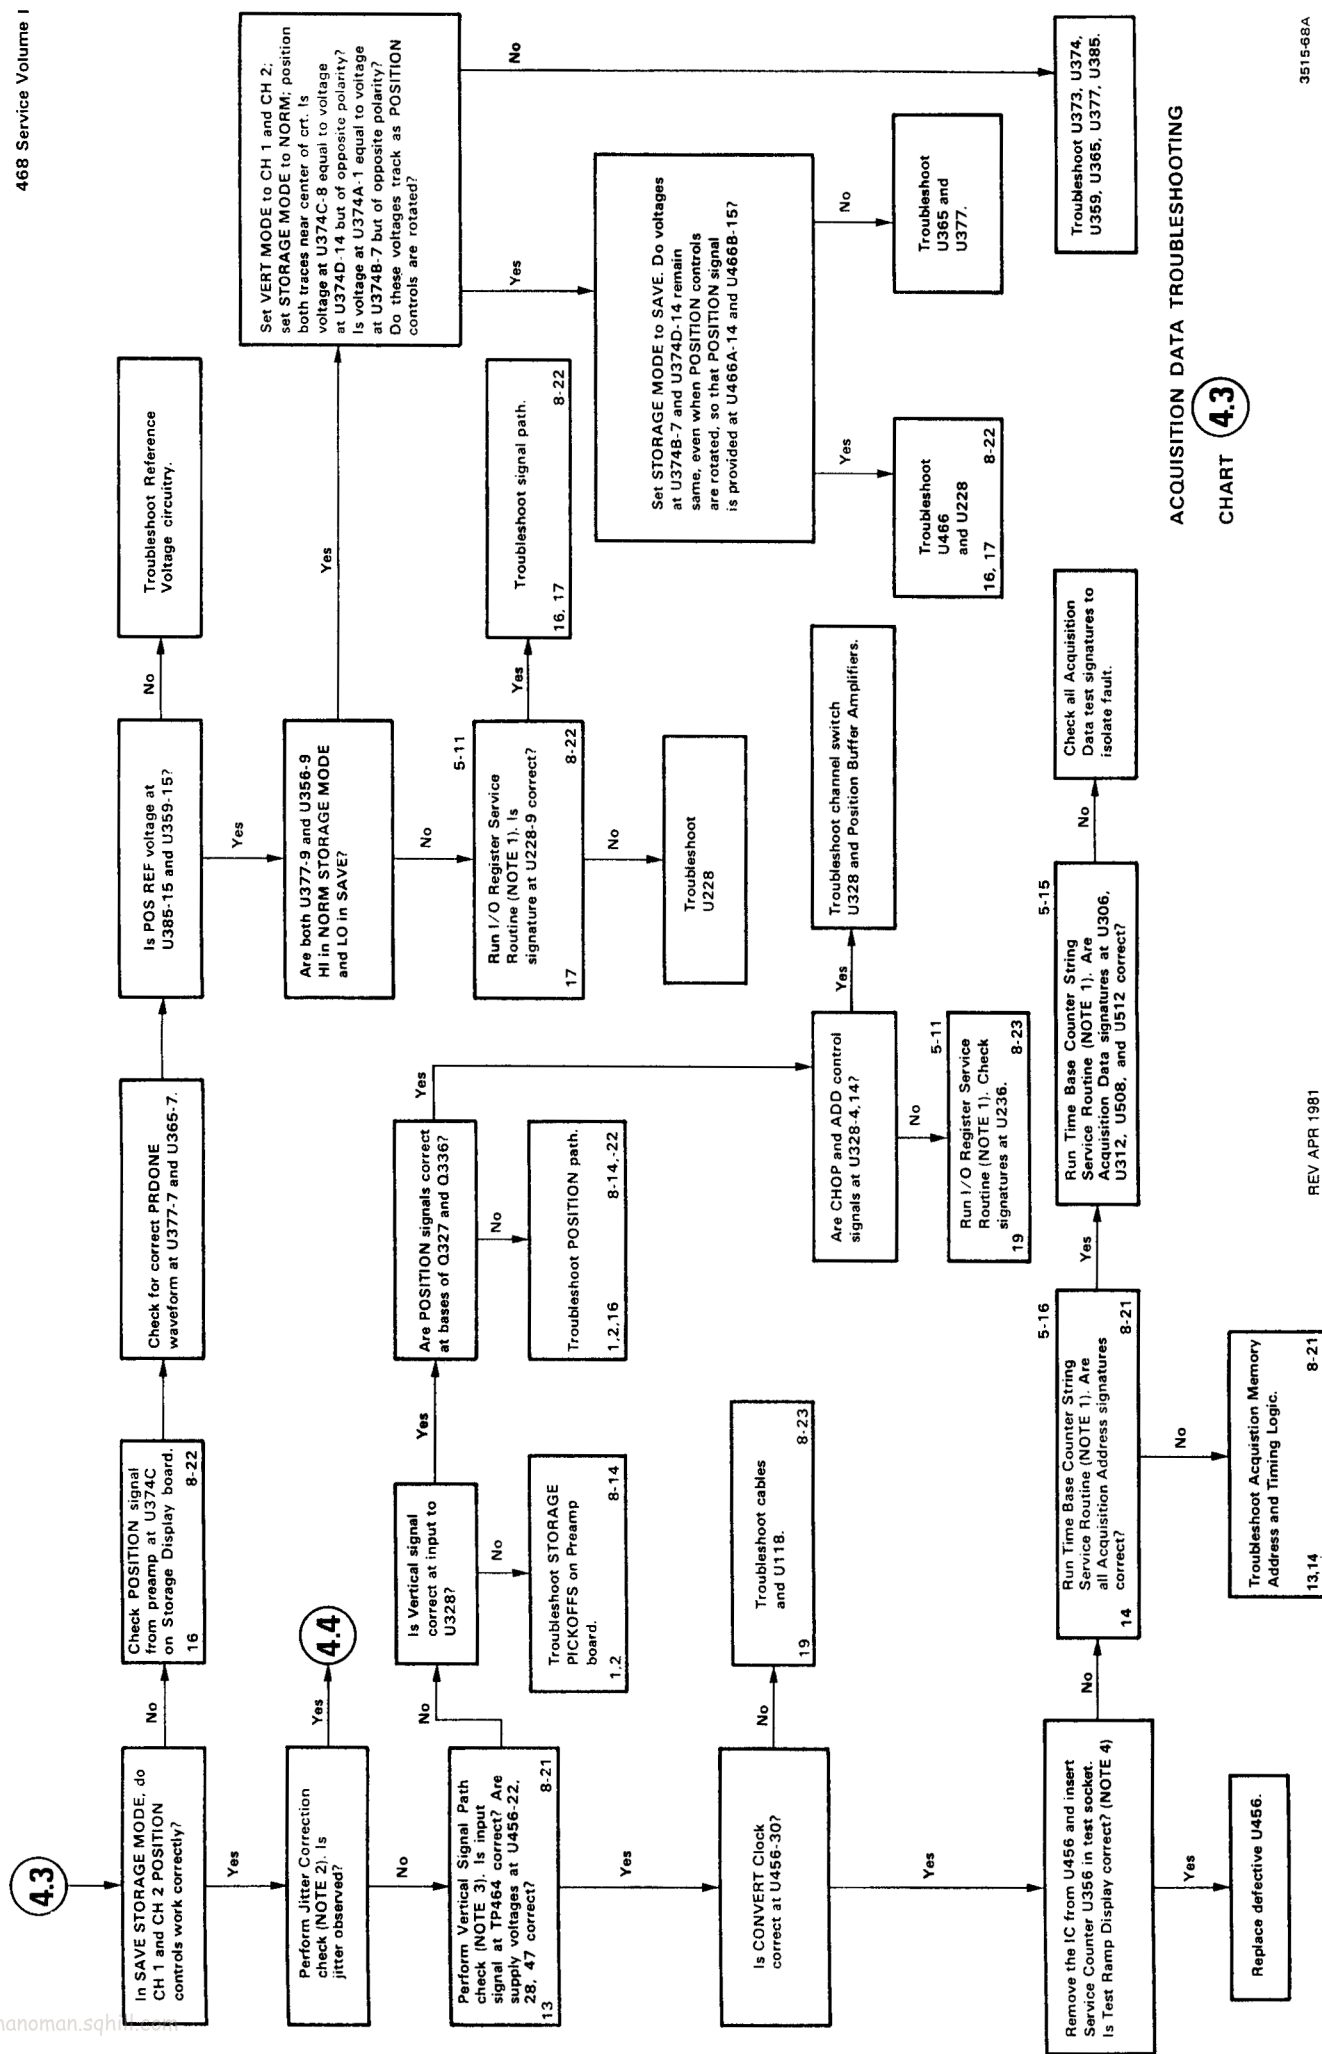 468 Service Volume I
4.3
In SAVE STORAGE MODE, do
CH 1 and CH 2 POSITION
controls work correctly?
No
Check POSITION signal
from preamp at U374C
on Storage Display board.
16 8-22
Check for correct PRDONE
waveform at U377-7 and U365-7.
Is POS REF voltage at
U385-15 and U359-15?
No
Troubleshoot Reference
Voltage circuitry.
Yes
Are both U377-9 and U356-9
HI in NORM STORAGE MODE
and LO in SAVE?
Yes
Set VERT MODE to CH 1 and CH 2;
set STORAGE MODE to NORM; position
both traces near center of crt. Is
voltage at U374C-8 equal to voltage
at U374D-14 but of opposite polarity?
Is voltage at U374A-1 equal to voltage
at U374B-7 but of opposite polarity?
Do these voltages track as POSITION
controls are rotated?
No
Troubleshoot U373, U374,
U359, U365, U377, U385.
Yes
Set STORAGE MODE to SAVE. Do voltages
at U374B-7 and U374D-14 remain
same, even when POSITION controls
are rotated, so that POSITION signal
is provided at U466A-14 and U466B-15?
No
Troubleshoot
U365 and
U377.
Yes
Troubleshoot
U466
and U228
16, 17 8-22
No
5-11
Run I/O Register Service
Routine (NOTE 1). Is
signature at U228-9 correct?
17 8-22
Yes
Troubleshoot signal path.
16, 17 8-22
No
Troubleshoot
U228
Yes
Perform Jitter Correction
check (NOTE 2). Is
jitter observed?
Yes
4.4
No
Perform Vertical Signal Path
check (NOTE 3). Is input
signal at TP464 correct? Are
supply voltages at U456-22,
28, 47 correct?
13 8-21
No
Is Vertical signal
correct at input to
U328?
Yes
Are POSITION signals correct
at bases of Q327 and Q336?
Yes
Are CHOP and ADD control
signals at U328-4,14?
Yes
Troubleshoot channel switch
U328 and Position Buffer Amplifiers.
No
Troubleshoot STORAGE
PICKOFFS on Preamp
board.
1,2 8-14
No
Troubleshoot POSITION path.
1,2,16 8-14,-22
No
5-11
Run I/O Register Service
Routine (NOTE 1). Check
signatures at U236.
19 8-23
Yes
Is CONVERT Clock
correct at U456-30?
No
Troubleshoot cables
and U118.
19 8-23
Yes
Remove the IC from U456 and insert
Service Counter U356 in test socket.
Is Test Ramp Display correct? (NOTE 4)
No
5-16
Run Time Base Counter String
Service Routine (NOTE 1). Are
all Acquisition Address signatures
correct?
14 8-21
Yes
5-15
Run Time Base Counter String
Service Routine (NOTE 1). Are
Acquisition Data signatures at U306,
U312, U508, and U512 correct?
No
Check all Acquisition
Data test signatures to
isolate fault.
Yes
Replace defective U456.
No
Troubleshoot Acquistion Memory
Address and Timing Logic.
13,14 8-21
ACQUISITION DATA TROUBLESHOOTING
CHART 4.3
REV APR 1981
3515-68A
manoman.sqhill.com